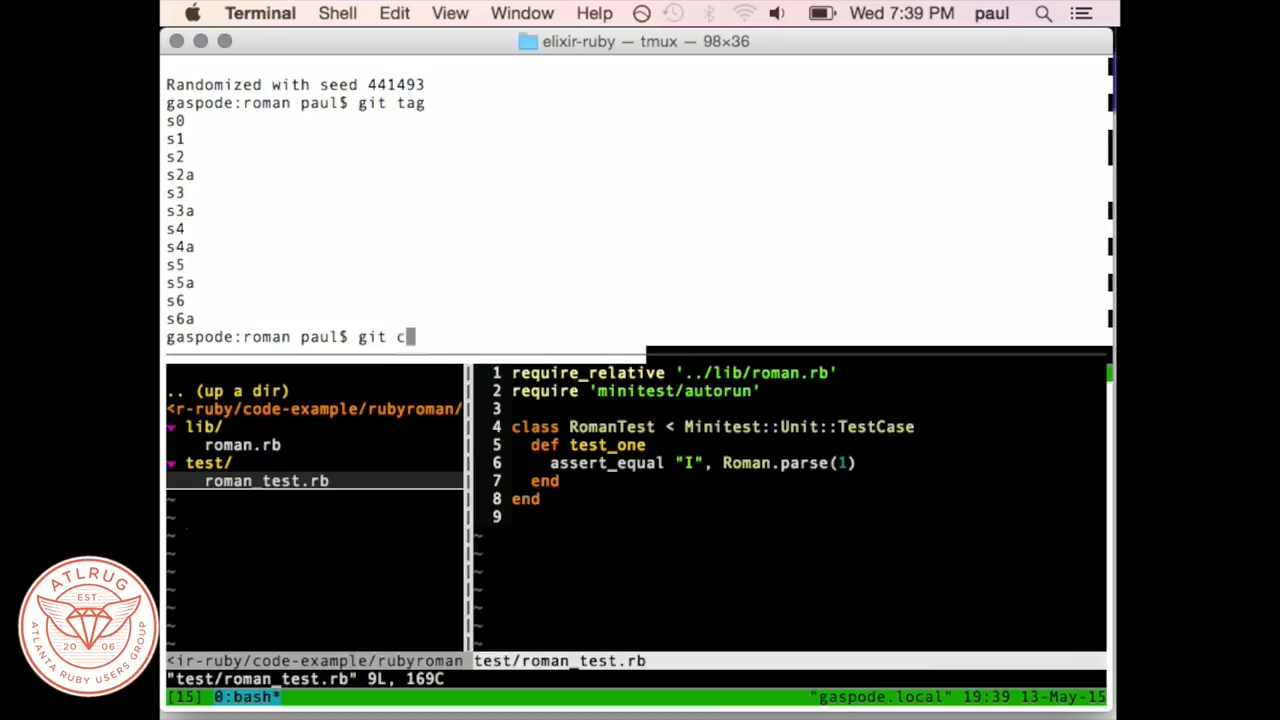 Terminal Shell Edit View Window Help Wed 7:39 PM paul
elixir-ruby — tmux — 98×36
Randomized with seed 441493
gaspode:roman paul$ git tag
s0
s1
s2
s2a
s3
s3a
s4
s4a
s5
s5a
s6
s6a
gaspode:roman paul$ git c
.. (up a dir)
<r-ruby/code-example/rubyroman/
▼ lib/
roman.rb
▼ test/
roman_test.rb
~
~
~
~
~
~
~
~
~
<ir-ruby/code-example/rubyroman
1 require_relative '../lib/roman.rb'
2 require 'minitest/autorun'
3
4 class RomanTest < Minitest::Unit::TestCase
5 def test_one
6 assert_equal "I", Roman.parse(1)
7 end
8 end
9
~
~
~
~
~
~
~
test/roman_test.rb
"test/roman_test.rb" 9L, 169C
[15] 0:bash* "gaspode.local" 19:39 13-May-15
ATLRUG
EST.
20 06
ATLANTA RUBY USERS GROUP